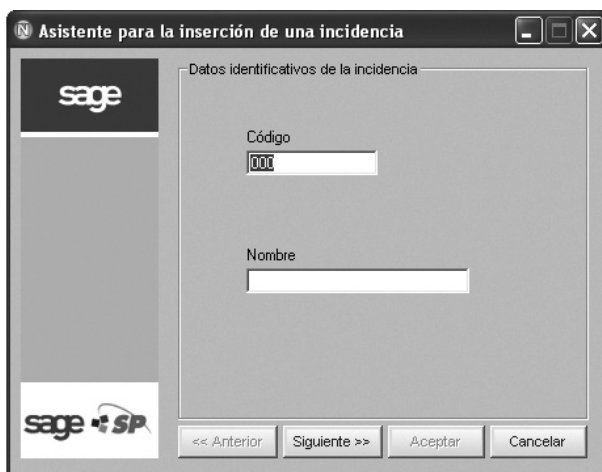 Asistente para la inserción de una incidencia
sage
Datos identificativos de la incidencia
Código
000
Nombre
sage SP
<< Anterior
Siguiente >>
Aceptar
Cancelar